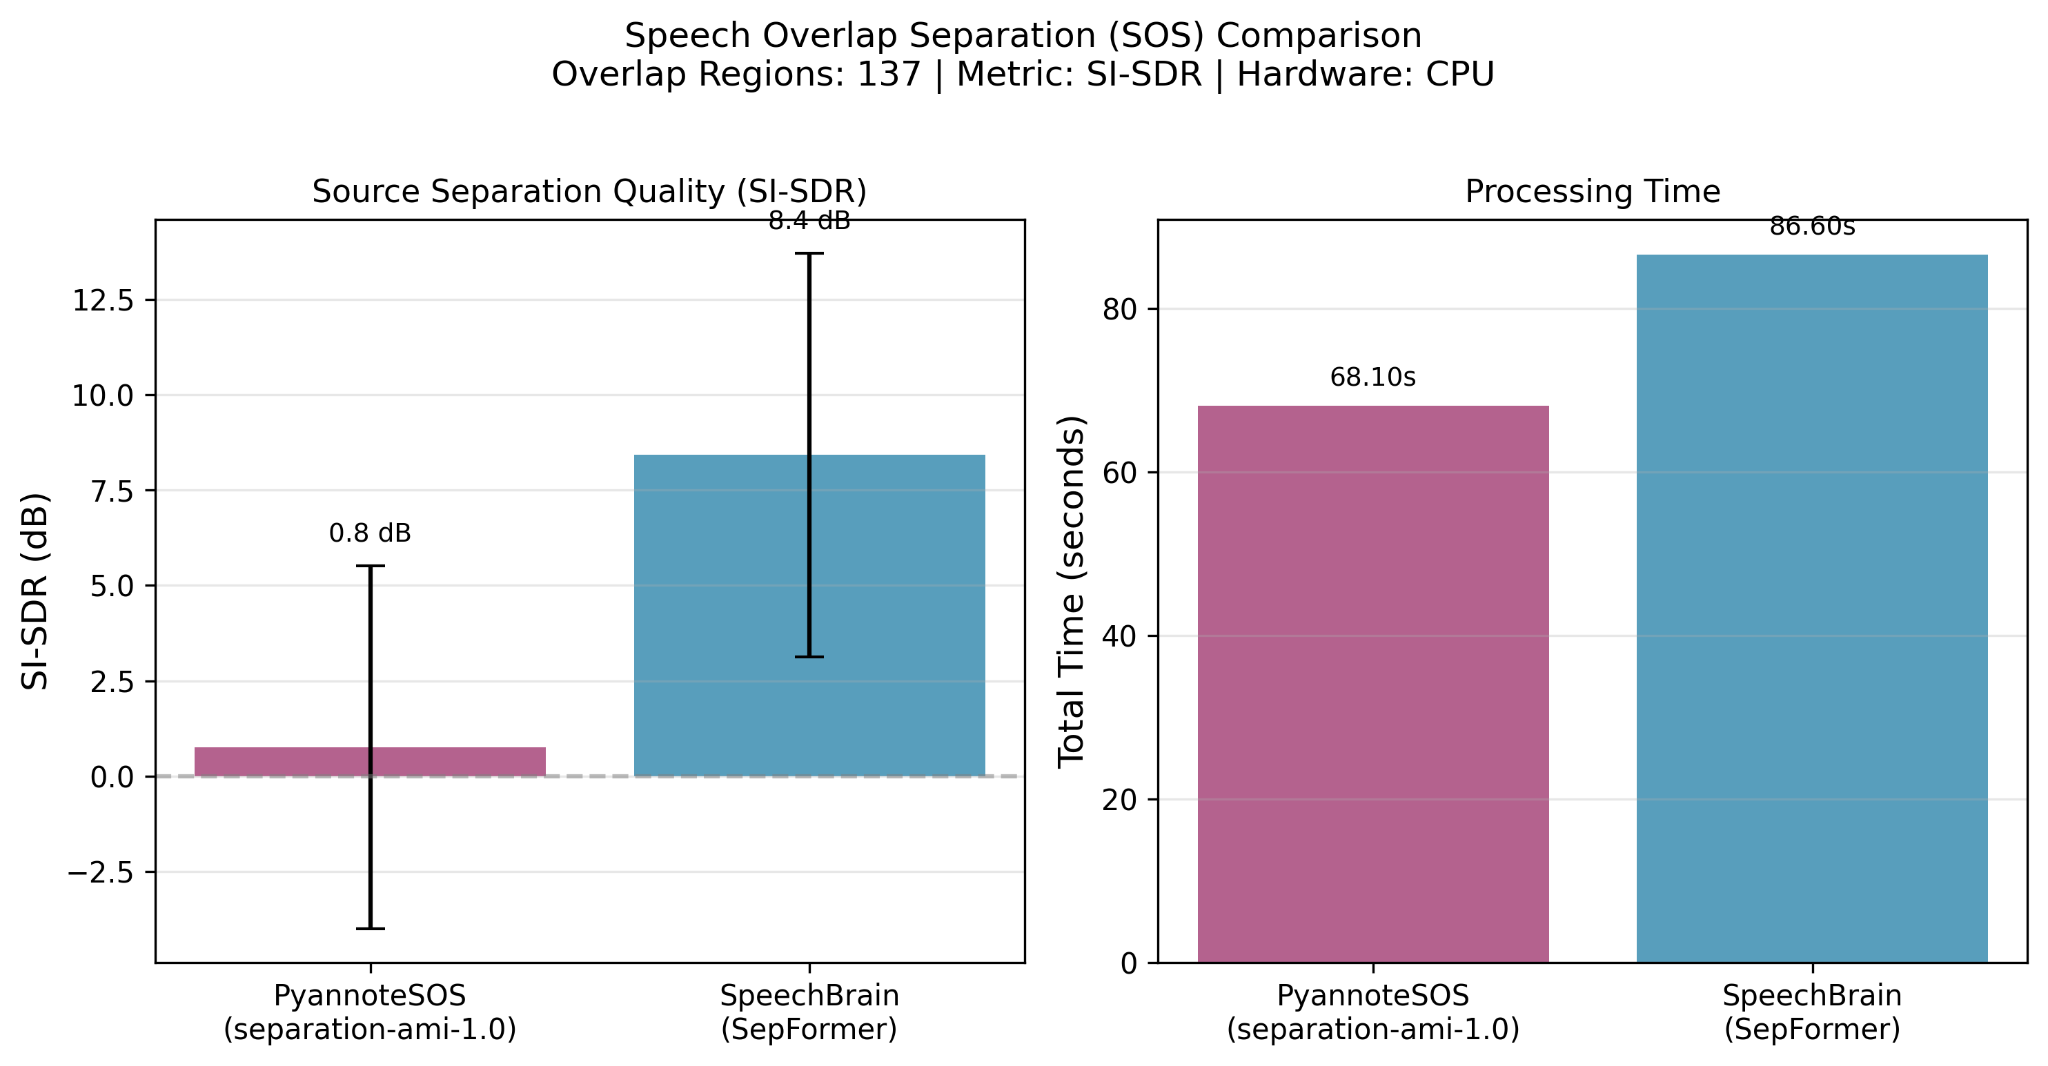 Speech Overlap Separation (SOS) Comparison
Overlap Regions: 137 | Metric: SI-SDR | Hardware: CPU
Source Separation Quality (SI-SDR)
8.4 dB
12.5
10.0
7.5
0.8 dB
5.0
2.5
0.0
−2.5
SI-SDR (dB)
PyannoteSOS
(separation-ami-1.0)
SpeechBrain
(SepFormer)
Processing Time
86.60s
80
68.10s
60
40
20
0
Total Time (seconds)
PyannoteSOS
(separation-ami-1.0)
SpeechBrain
(SepFormer)